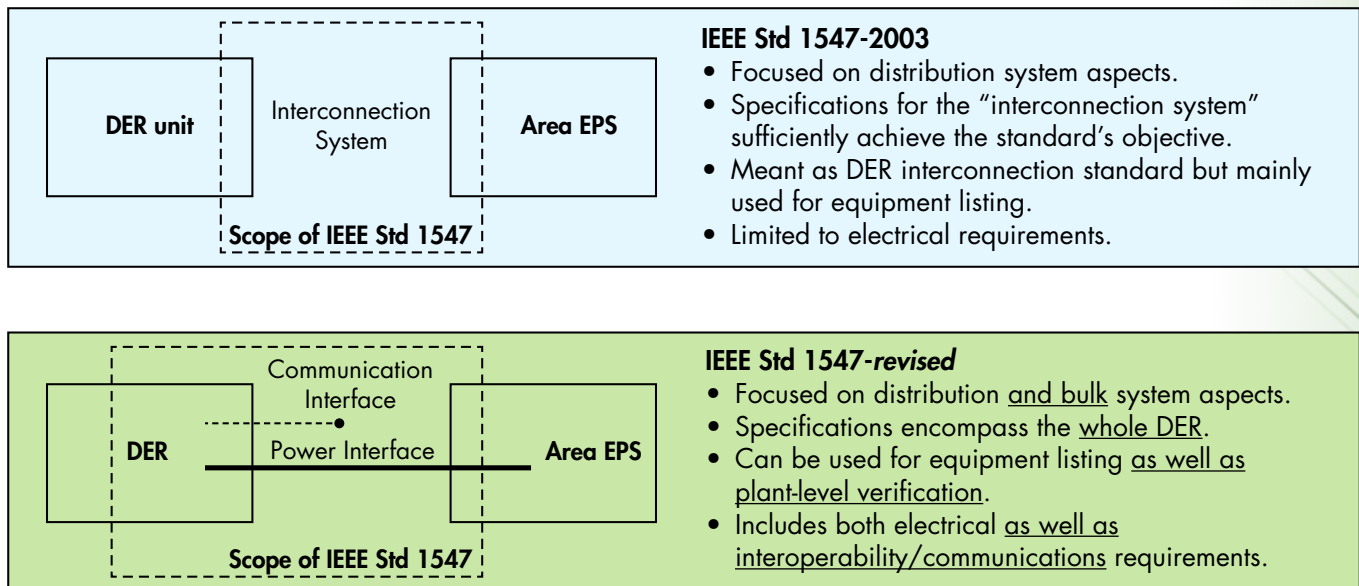 DER unit
Interconnection
System
Area EPS
Scope of IEEE Std 1547
IEEE Std 1547-2003
• Focused on distribution system aspects.
• Specifications for the “interconnection system”
sufficiently achieve the standard’s objective.
• Meant as DER interconnection standard but mainly
used for equipment listing.
• Limited to electrical requirements.
Communication
Interface
DER
Power Interface
Area EPS
Scope of IEEE Std 1547
IEEE Std 1547-revised
• Focused on distribution and bulk system aspects.
• Specifications encompass the whole DER.
• Can be used for equipment listing as well as
plant-level verification.
• Includes both electrical as well as
interoperability/communications requirements.